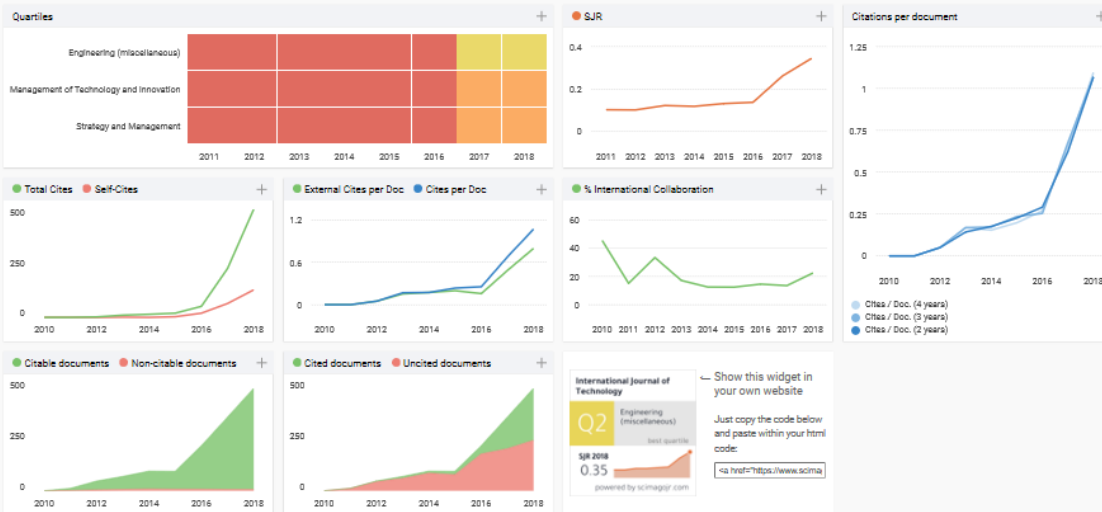 Quartiles
Engineering (miscellaneous)
Management of Technology and Innovation
Strategy and Management
2011 2012 2013 2014 2015 2016 2017 2018
SJR
0.4
0.2
0
2011 2012 2013 2014 2015 2016 2017 2018
Citations per document
1.25
1
0.75
0.5
0.25
0
2010 2012 2014 2016 2018
Cites / Doc. (4 years)
Cites / Doc. (3 years)
Cites / Doc. (2 years)
Total Cites Self-Cites
500
250
0
2010 2012 2014 2016 2018
External Cites per Doc Cites per Doc
1.2
0.6
0
2010 2012 2014 2016 2018
% International Collaboration
60
40
20
0
2010 2011 2012 2013 2014 2015 2016 2017 2018
Citable documents Non-citable documents
500
250
0
2010 2012 2014 2016 2018
Cited documents Uncited documents
500
250
0
2010 2012 2014 2016 2018
International Journal of
Technology
Q2
Engineering
(miscellaneous)
best quartile
SJR 2018
0.35
powered by scimagojr.com
Show this widget in
your own website
Just copy the code below
and paste within your html
code:
<a href="https://www.scimag